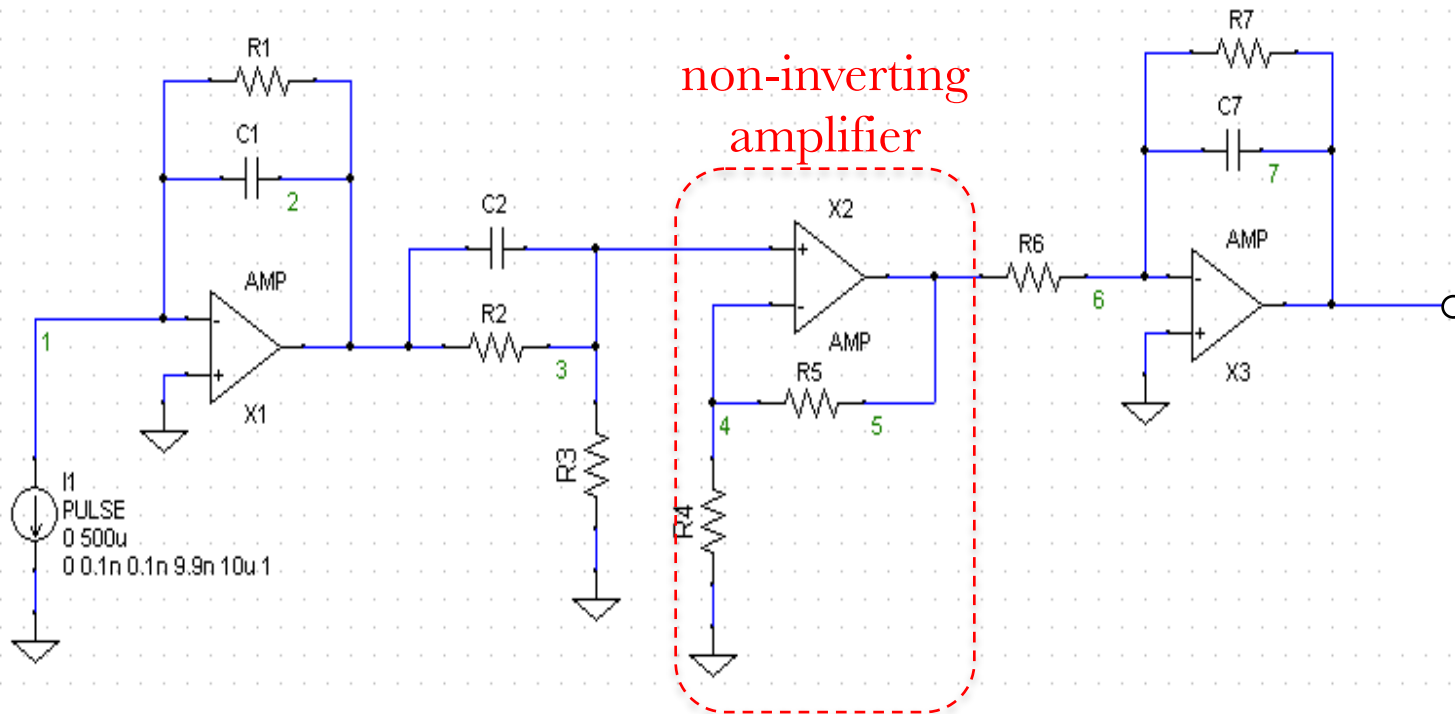 R1
C1
2
AMP
-
+
X1
1
I1
PULSE
0 500u
0 0.1n 0.1n 9.9n 10u 1
C2
R2
3
R3
non-inverting
amplifier
X2
+
-
AMP
R5
4
5
R4
R6
6
R7
C7
7
AMP
-
+
X3